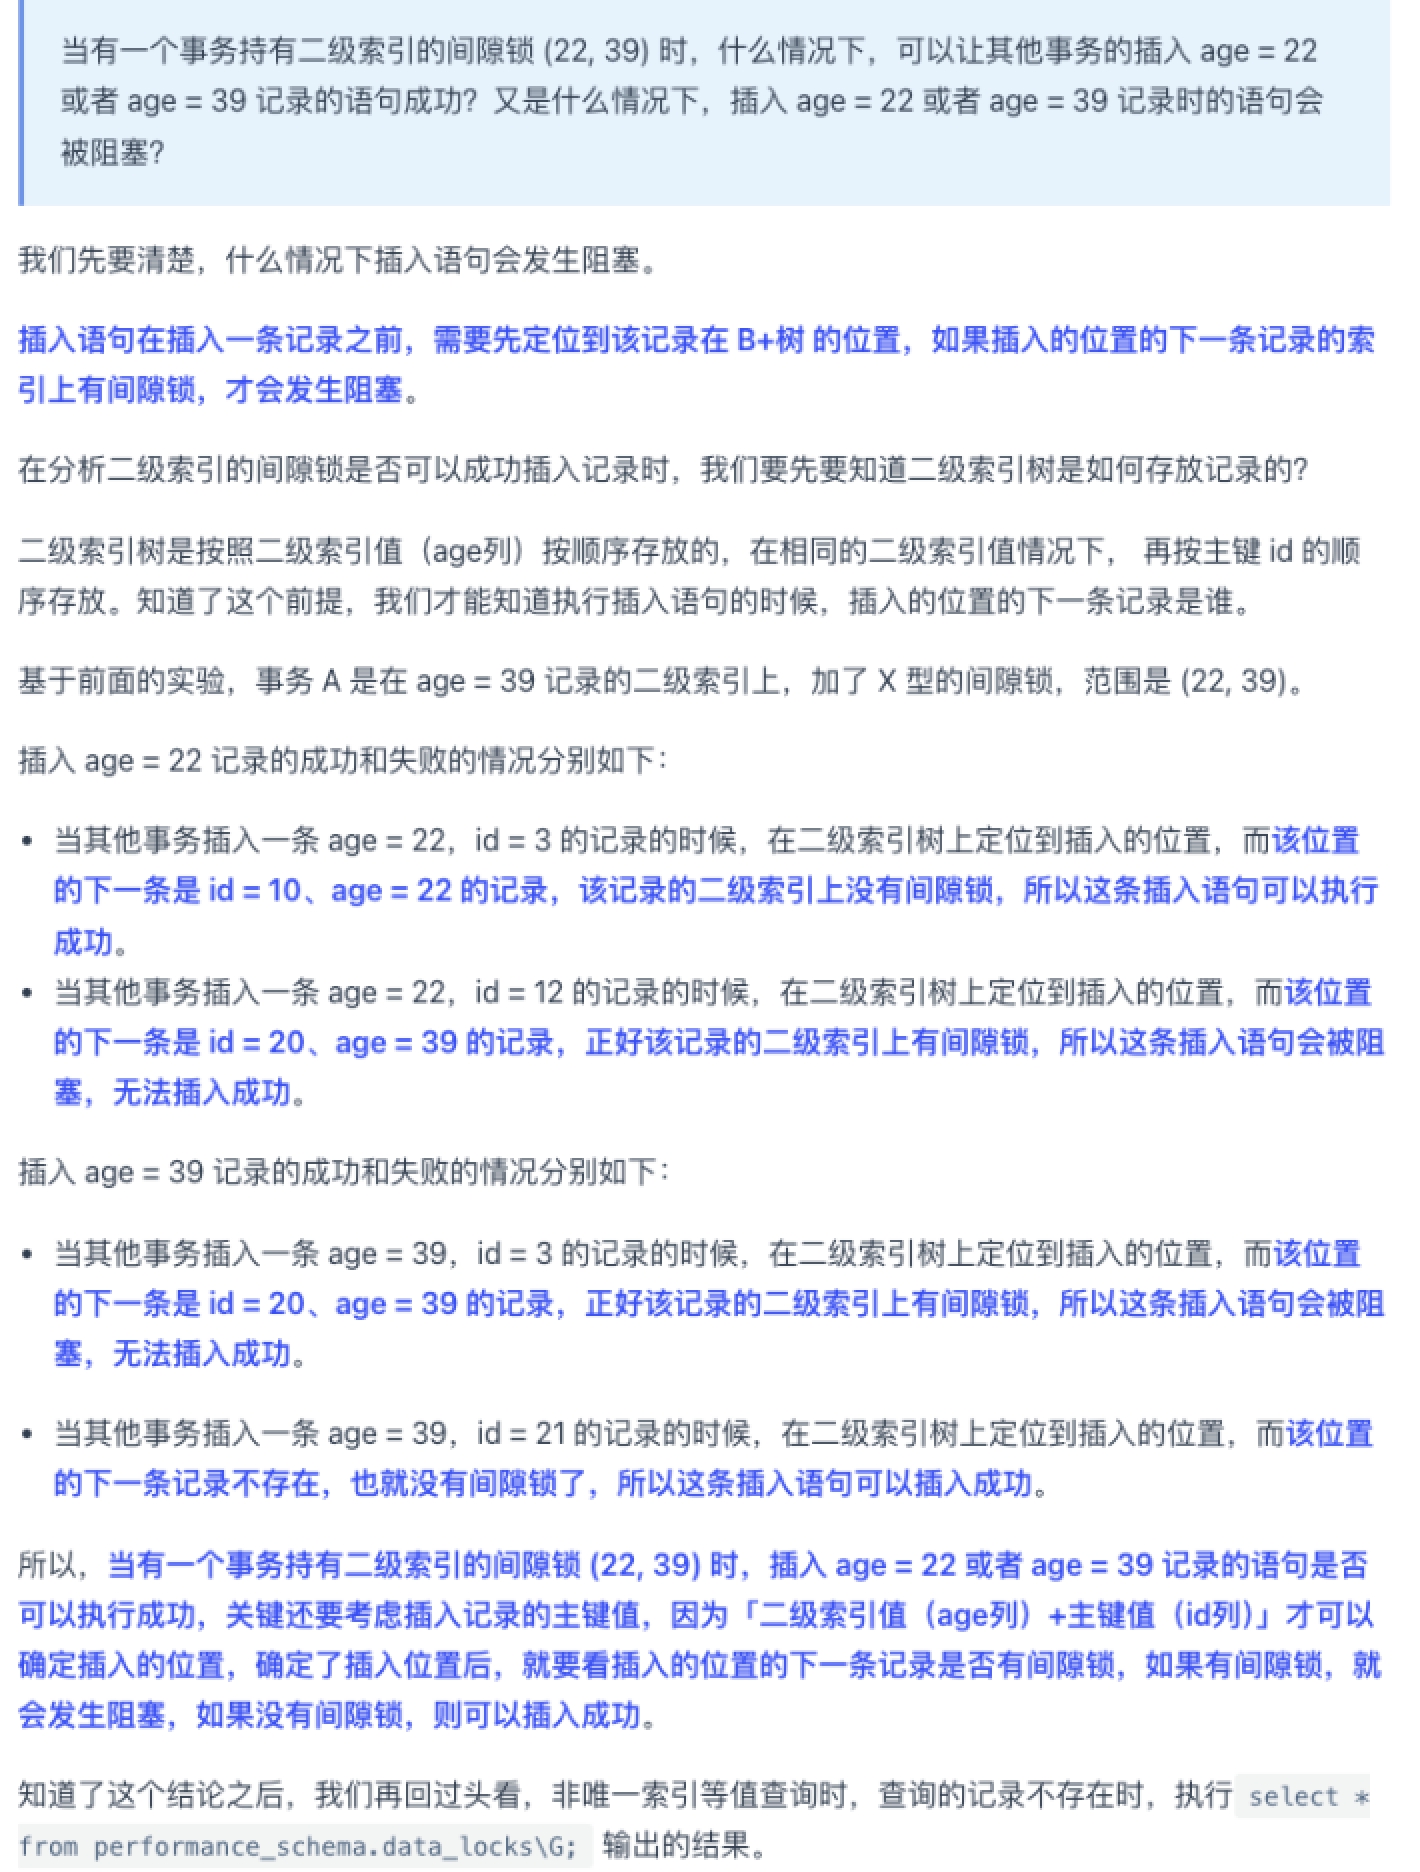 当有一个事务持有二级索引的间隙锁 (22, 39) 时，什么情况下，可以让其他事务的插入 age = 22
或者 age = 39 记录的语句成功？又是什么情况下，插入 age = 22 或者 age = 39 记录时的语句会
被阻塞？
我们先要清楚，什么情况下插入语句会发生阻塞。
插入语句在插入一条记录之前，需要先定位到该记录在 B+树 的位置，如果插入的位置的下一条记录的索
引上有间隙锁，才会发生阻塞。
在分析二级索引的间隙锁是否可以成功插入记录时，我们要先要知道二级索引树是如何存放记录的？
二级索引树是按照二级索引值（age列）按顺序存放的，在相同的二级索引值情况下， 再按主键 id 的顺
序存放。知道了这个前提，我们才能知道执行插入语句的时候，插入的位置的下一条记录是谁。
基于前面的实验，事务 A 是在 age = 39 记录的二级索引上，加了 X 型的间隙锁，范围是 (22, 39)。
插入 age = 22 记录的成功和失败的情况分别如下：
• 当其他事务插入一条 age = 22，id = 3 的记录的时候，在二级索引树上定位到插入的位置，而该位置
的下一条是 id = 10、age = 22 的记录，该记录的二级索引上没有间隙锁，所以这条插入语句可以执行
成功。
• 当其他事务插入一条 age = 22，id = 12 的记录的时候，在二级索引树上定位到插入的位置，而该位置
的下一条是 id = 20、age = 39 的记录，正好该记录的二级索引上有间隙锁，所以这条插入语句会被阻
塞，无法插入成功。
插入 age = 39 记录的成功和失败的情况分别如下：
• 当其他事务插入一条 age = 39，id = 3 的记录的时候，在二级索引树上定位到插入的位置，而该位置
的下一条是 id = 20、age = 39 的记录，正好该记录的二级索引上有间隙锁，所以这条插入语句会被阻
塞，无法插入成功。
• 当其他事务插入一条 age = 39，id = 21 的记录的时候，在二级索引树上定位到插入的位置，而该位置
的下一条记录不存在，也就没有间隙锁了，所以这条插入语句可以插入成功。
所以，当有一个事务持有二级索引的间隙锁 (22, 39) 时，插入 age = 22 或者 age = 39 记录的语句是否
可以执行成功，关键还要考虑插入记录的主键值，因为「二级索引值（age列）+主键值（id列）」才可以
确定插入的位置，确定了插入位置后，就要看插入的位置的下一条记录是否有间隙锁，如果有间隙锁，就
会发生阻塞，如果没有间隙锁，则可以插入成功。
知道了这个结论之后，我们再回过头看，非唯一索引等值查询时，查询的记录不存在时，执行 select *
from performance_schema.data_locks\G; 输出的结果。